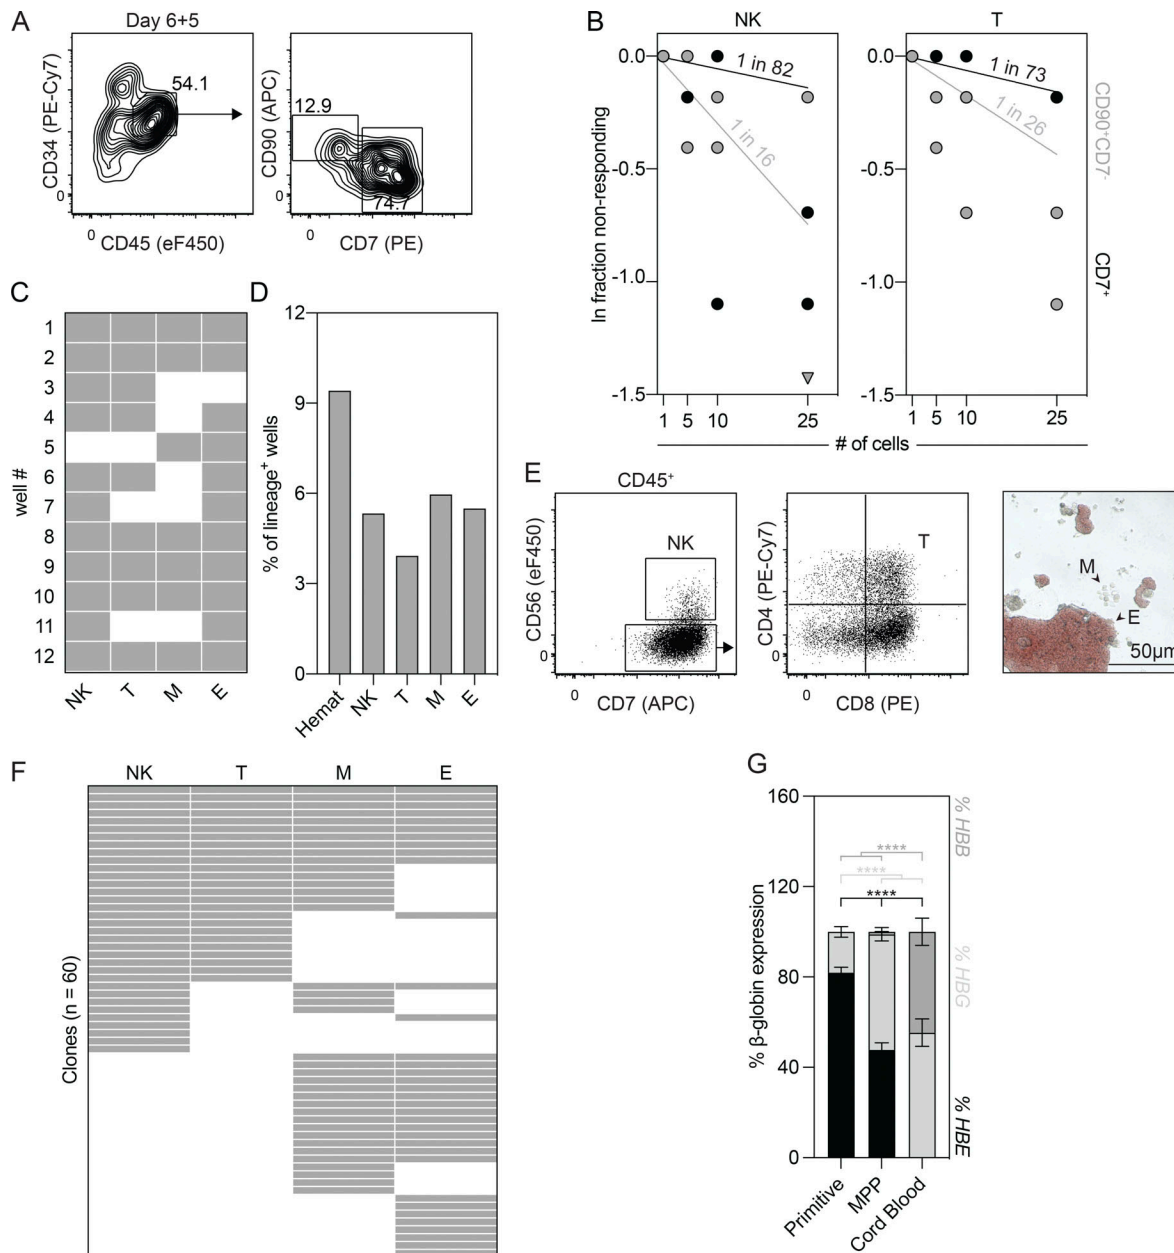 A
Day 6+5
CD34 (PE-Cy7)
54.1
0
0
CD45 (eF450)
CD90 (APC)
12.9
74.7
0
0
CD7 (PE)
B
NK
T
ln fraction non-responding
0.0
-0.5
-1.0
-1.5
1 in 82
1 in 16
1 5 10 25
0.0
-0.5
-1.0
-1.5
1 in 73
1 in 26
1 5 10 25
# of cells
CD90⁺CD7⁻
CD7⁺
C
well #
1
2
3
4
5
6
7
8
9
10
11
12
NK T M E
D
% of lineage⁺ wells
12
9
6
3
0
Hemat NK T M E
E
CD45⁺
CD56 (eF450)
NK
0
0
CD7 (APC)
CD4 (PE-Cy7)
T
0
0
CD8 (PE)
M
E
50µm
F
NK T M E
Clones (n = 60)
G
% β-globin expression
160
120
80
40
0
****
****
****
Primitive
MPP
Cord Blood
% HBB
% HBG
% HBE